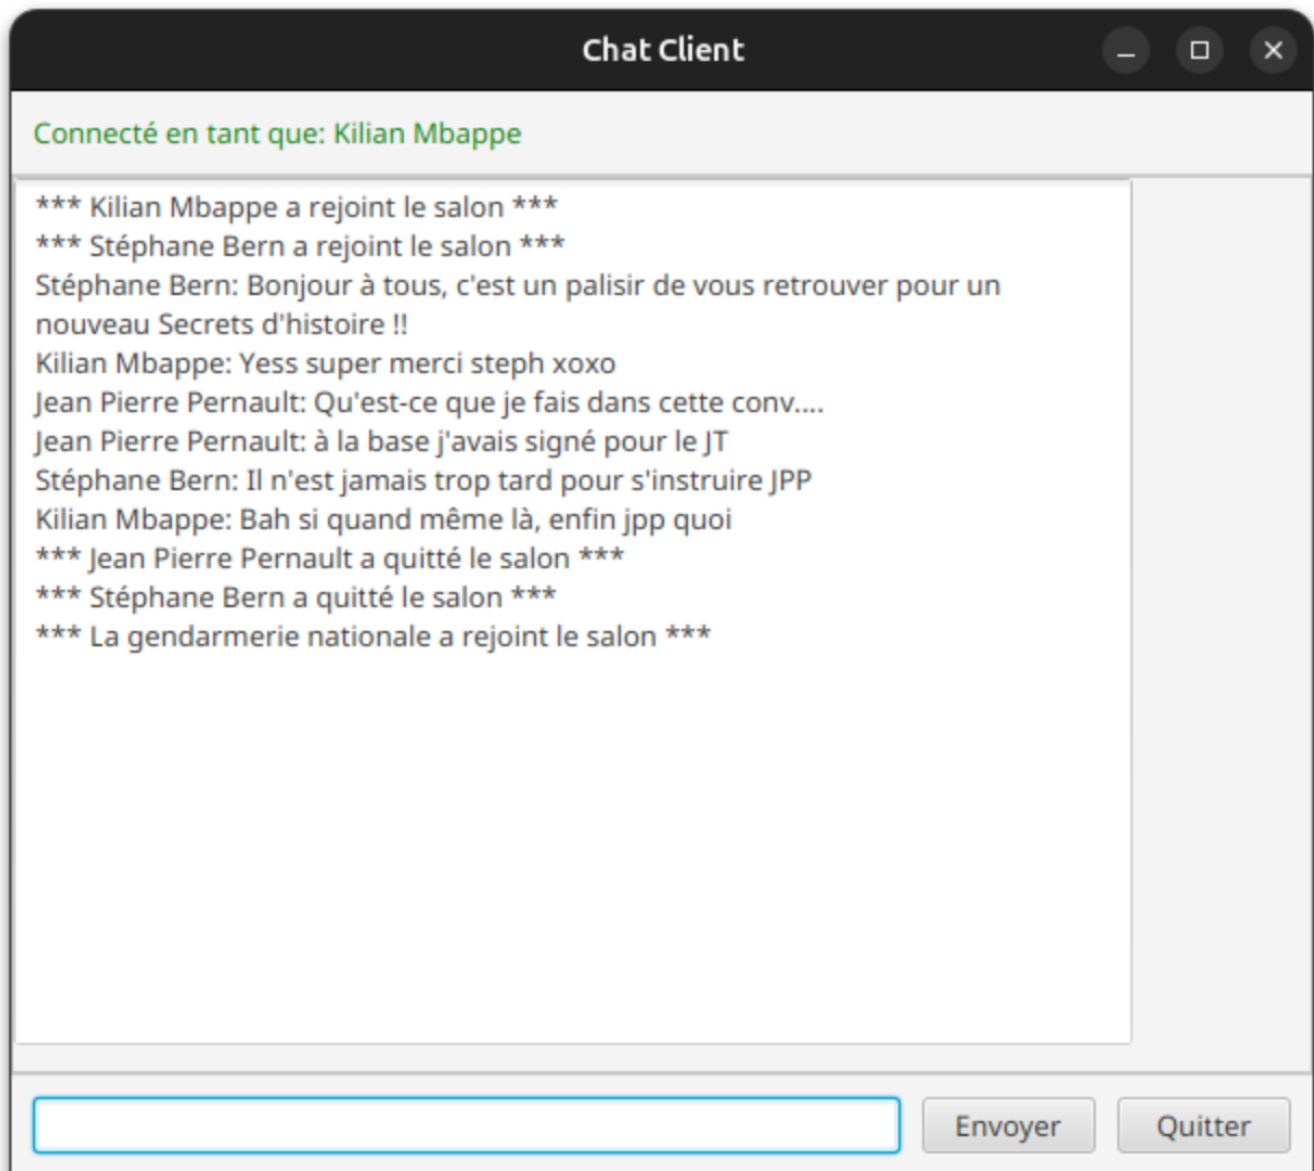 Chat Client
Connecté en tant que: Kilian Mbappe
*** Kilian Mbappe a rejoint le salon ***
*** Stéphane Bern a rejoint le salon ***
Stéphane Bern: Bonjour à tous, c'est un palisir de vous retrouver pour un
nouveau Secrets d'histoire !!
Kilian Mbappe: Yess super merci steph xoxo
Jean Pierre Pernault: Qu'est-ce que je fais dans cette conv....
Jean Pierre Pernault: à la base j'avais signé pour le JT
Stéphane Bern: Il n'est jamais trop tard pour s'instruire JPP
Kilian Mbappe: Bah si quand même là, enfin jpp quoi
*** Jean Pierre Pernault a quitté le salon ***
*** Stéphane Bern a quitté le salon ***
*** La gendarmerie nationale a rejoint le salon ***
Envoyer
Quitter